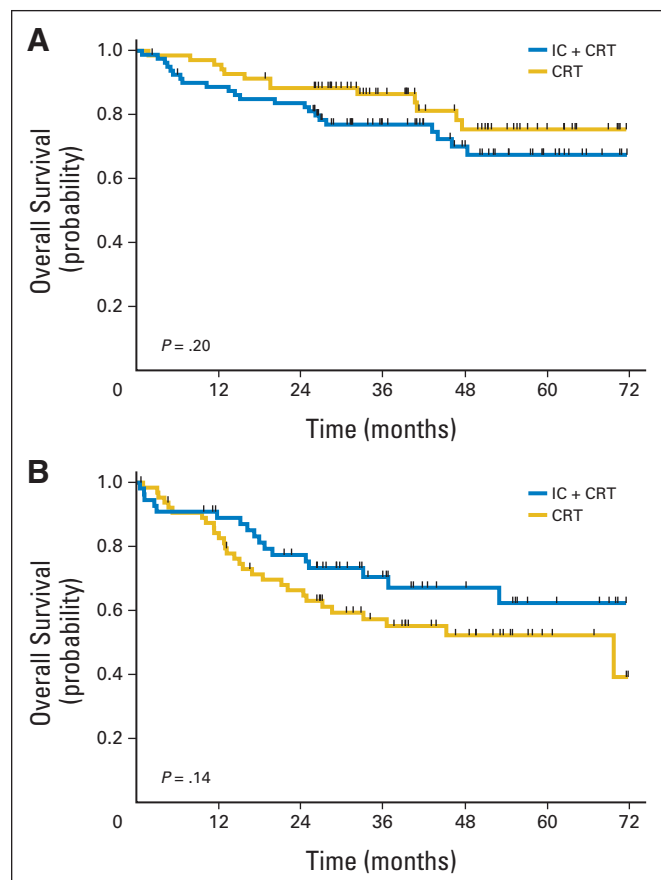 A
1.0
0.8
0.6
0.4
0.2
0
12
24
36
48
60
72
Overall Survival
(probability)
Time (months)
IC + CRT
CRT
P = .20
B
1.0
0.8
0.6
0.4
0.2
0
12
24
36
48
60
72
Overall Survival
(probability)
Time (months)
IC + CRT
CRT
P = .14